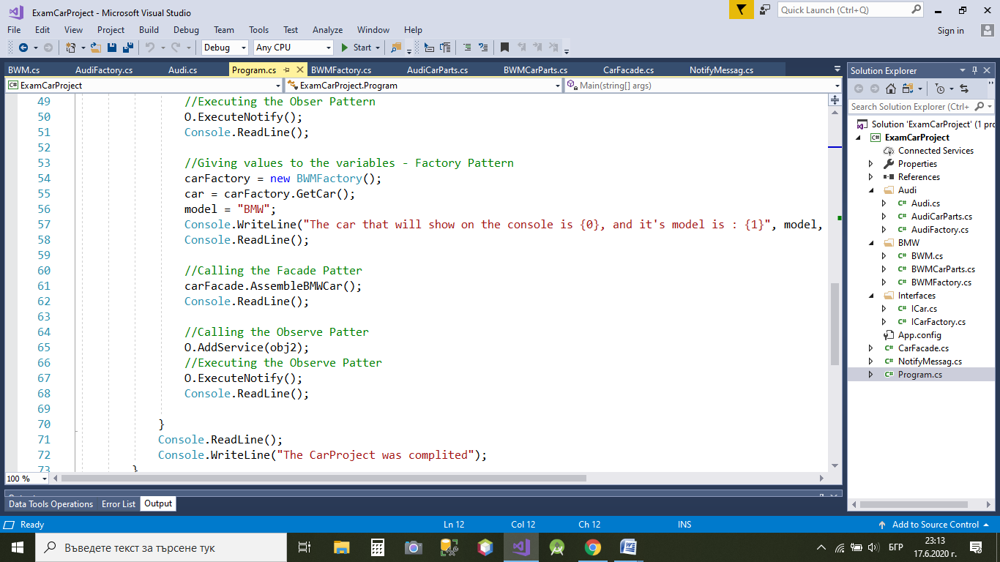 ExamCarProject - Microsoft Visual Studio
Quick Launch (Ctrl+Q)
File Edit View Project Build Debug Team Tools Test Analyze Window Help
Sign in
Debug Any CPU Start
BWM.cs AudiFactory.cs Audi.cs Program.cs BWMFactory.cs AudiCarParts.cs BWMCarParts.cs CarFacade.cs NotifyMessag.cs
ExamCarProject ExamCarProject.Program Main(string[] args)
49 //Executing the Obser Pattern
50 O.ExecuteNotify();
51 Console.ReadLine();
52
53 //Giving values to the variables - Factory Pattern
54 carFactory = new BWMFactory();
55 car = carFactory.GetCar();
56 model = "BMW";
57 Console.WriteLine("The car that will show on the console is {0}, and it's model is : {1}", model,
58 Console.ReadLine();
59
60 //Calling the Facade Patter
61 carFacade.AssembleBMWCar();
62 Console.ReadLine();
63
64 //Calling the Observe Patter
65 O.AddService(obj2);
66 //Executing the Observe Patter
67 O.ExecuteNotify();
68 Console.ReadLine();
69
70 }
71 Console.ReadLine();
72 Console.WriteLine("The CarProject was complited");
73 }
100 %
Solution Explorer
Search Solution Explorer (Ctrl+
Solution 'ExamCarProject' (1 pro
ExamCarProject
Connected Services
Properties
References
Audi
Audi.cs
AudiCarParts.cs
AudiFactory.cs
BMW
BWM.cs
BWMCarParts.cs
BWMFactory.cs
Interfaces
ICar.cs
ICarFactory.cs
App.config
CarFacade.cs
NotifyMessag.cs
Program.cs
Data Tools Operations Error List Output
Ready Ln 12 Col 12 Ch 12 INS Add to Source Control
Въведете текст за търсене тук
БГР
23:13
17.6.2020 г.